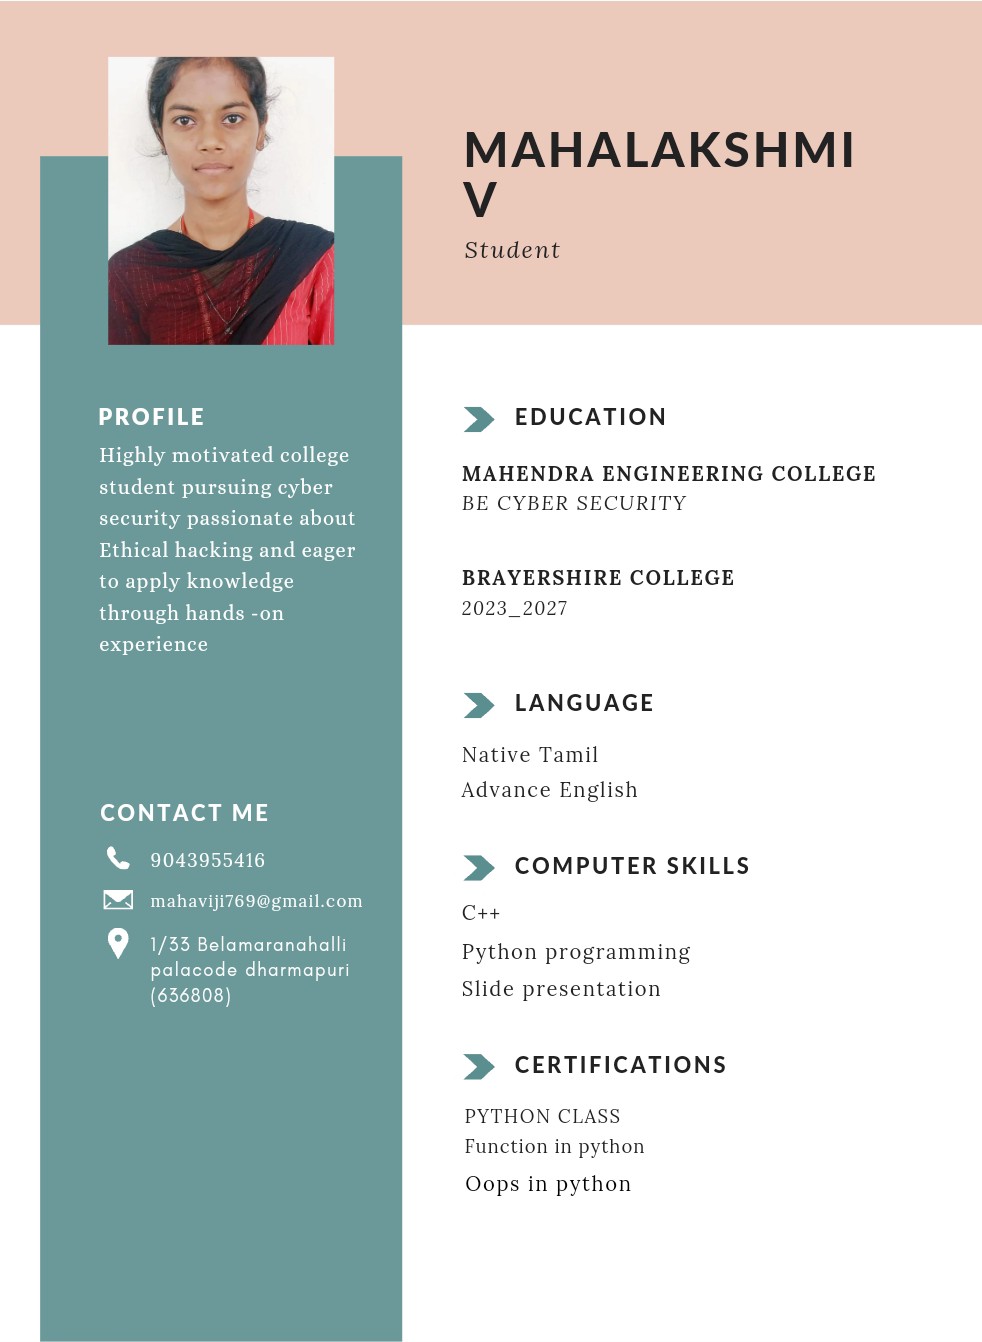 MAHALAKSHMI
V
Student
PROFILE
Highly motivated college
student pursuing cyber
security passionate about
Ethical hacking and eager
to apply knowledge
through hands -on
experience
CONTACT ME
9043955416
mahaviji769@gmail.com
1/33 Belamaranahalli
palacode dharmapuri
(636808)
EDUCATION
MAHENDRA ENGINEERING COLLEGE
BE CYBER SECURITY
BRAYERSHIRE COLLEGE
2023_2027
LANGUAGE
Native Tamil
Advance English
COMPUTER SKILLS
C++
Python programming
Slide presentation
CERTIFICATIONS
PYTHON CLASS
Function in python
Oops in python